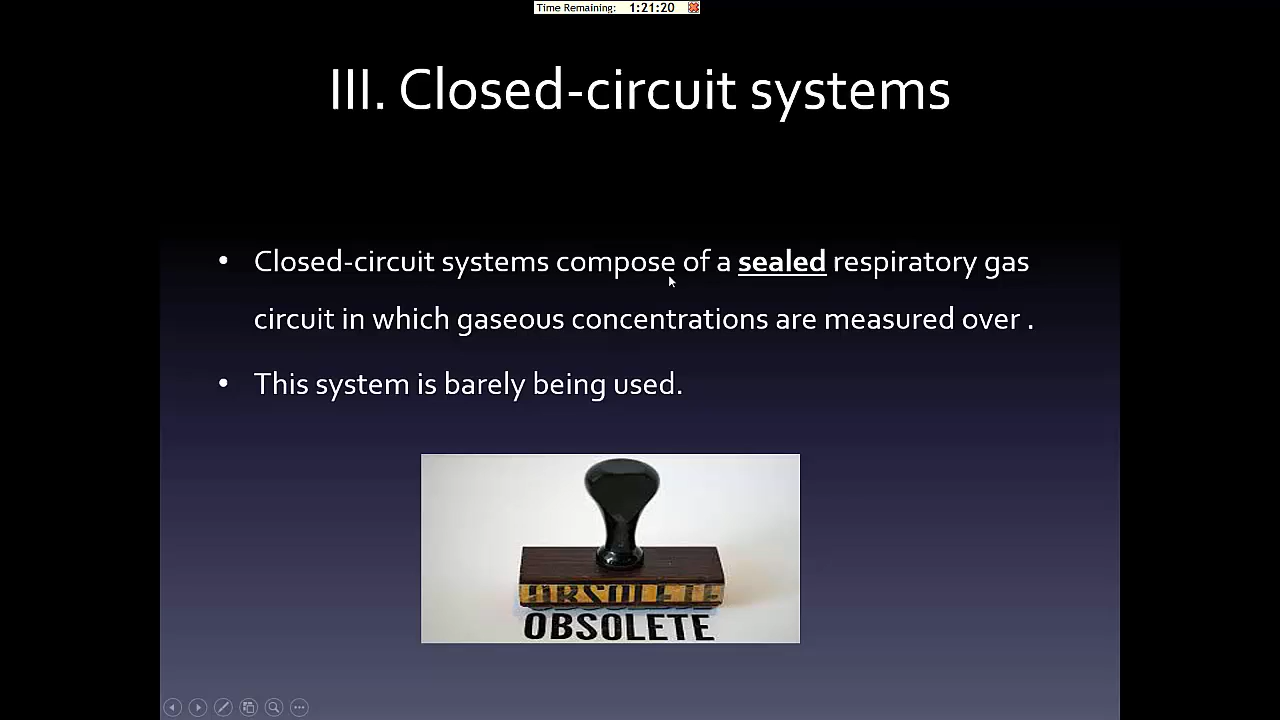 Time Remaining: 1:21:20
III. Closed-circuit systems
• Closed-circuit systems compose of a sealed respiratory gas
circuit in which gaseous concentrations are measured over .
• This system is barely being used.
OBSOLETE
OBSOLETE